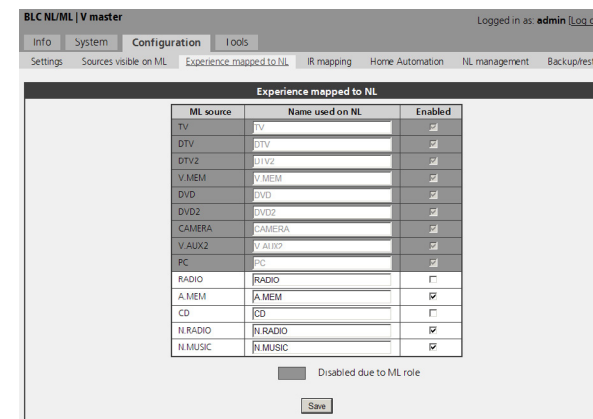 BLC NL/ML | V master
Logged in as: admin [Log o
Info System Configuration Tools
Settings Sources visible on ML Experience mapped to NL IR mapping Home Automation NL management Backup/rest
Experience mapped to NL
ML source Name used on NL Enabled
TV TV
DTV DTV
DTV2 DTV2
V.MEM V.MEM
DVD DVD
DVD2 DVD2
CAMERA CAMERA
V.AUX2 V.AUX2
PC PC
RADIO RADIO
A.MEM A.MEM
CD CD
N.RADIO N.RADIO
N.MUSIC N.MUSIC
Disabled due to ML role
Save